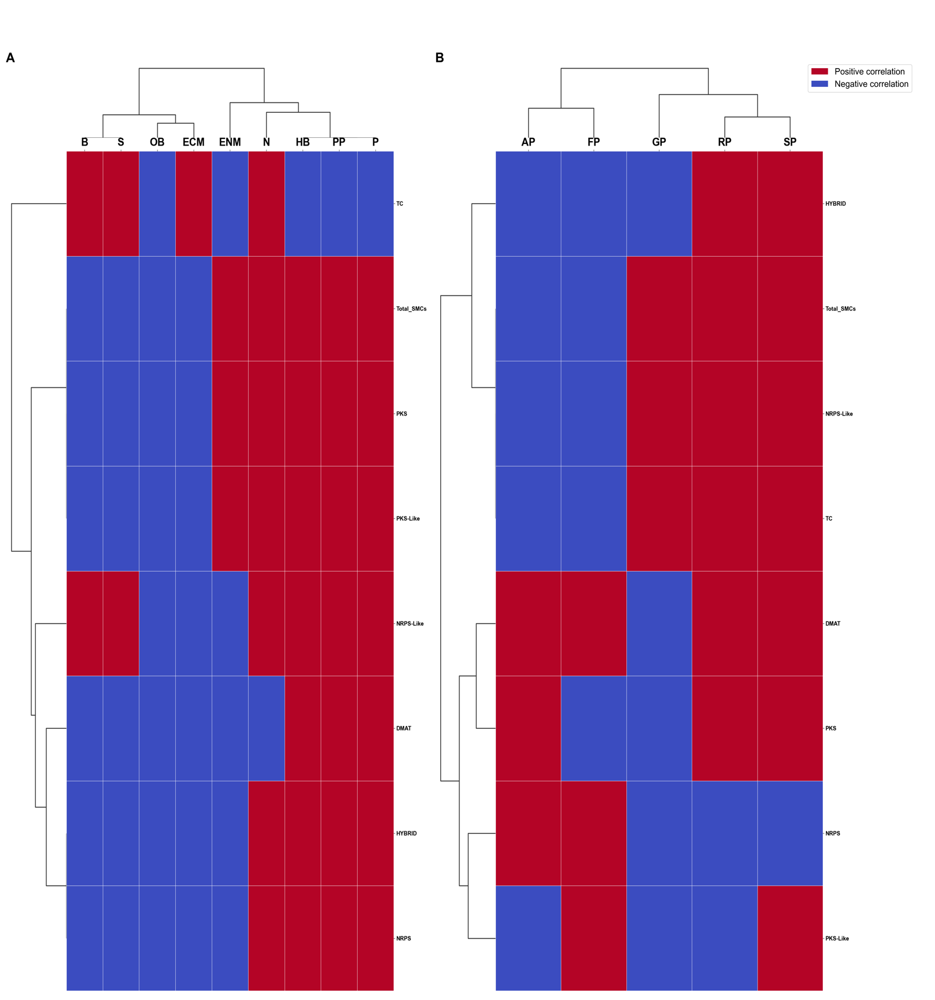 A
B
Positive correlation
Negative correlation
B S OB ECM ENM N HB PP P
AP FP GP RP SP
TC
Total_SMCs
PKS
PKS-Like
NRPS-Like
DMAT
HYBRID
NRPS
HYBRID
Total_SMCs
NRPS-Like
TC
DMAT
PKS
NRPS
PKS-Like